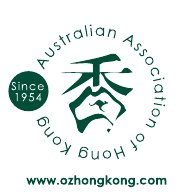 Australian Association of Hong Kong
Since
1954
香
www.ozhongkong.com